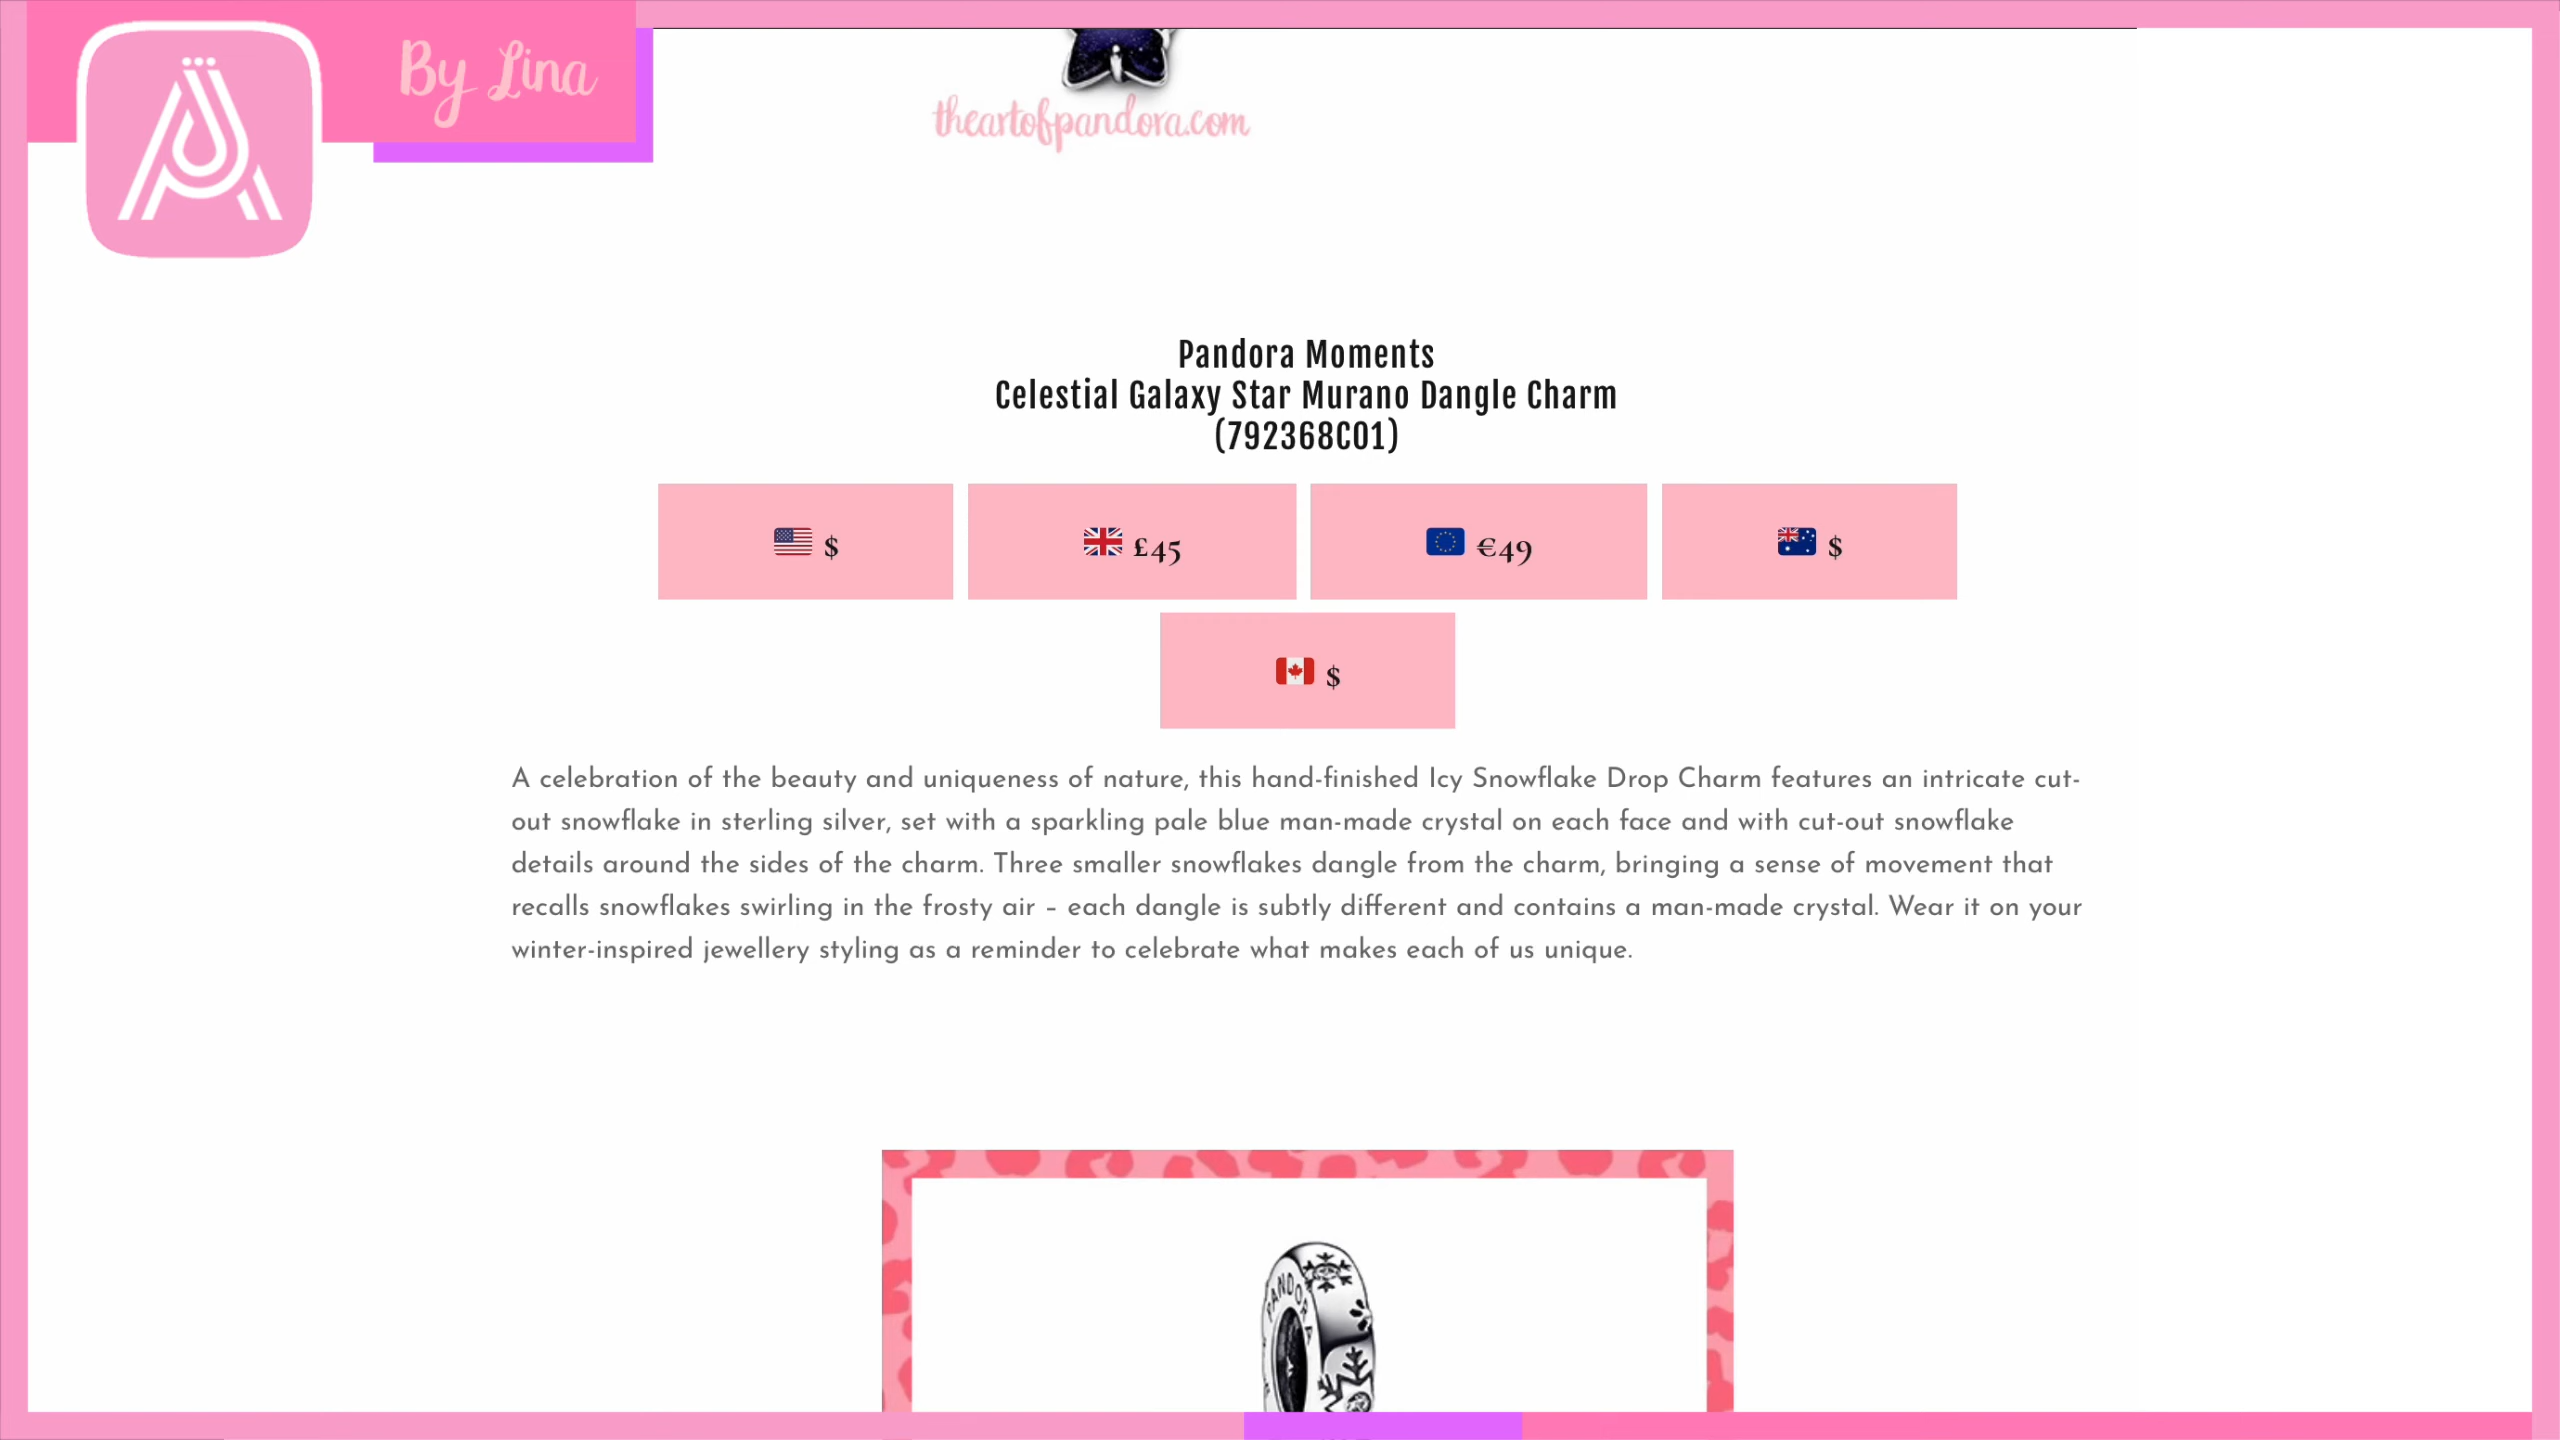 By Lina
theartofpandora.com
Pandora Moments
Celestial Galaxy Star Murano Dangle Charm
(792368C01)
$
£45
€49
$
$
A celebration of the beauty and uniqueness of nature, this hand-finished Icy Snowflake Drop Charm features an intricate cut-
out snowflake in sterling silver, set with a sparkling pale blue man-made crystal on each face and with cut-out snowflake
details around the sides of the charm. Three smaller snowflakes dangle from the charm, bringing a sense of movement that
recalls snowflakes swirling in the frosty air – each dangle is subtly different and contains a man-made crystal. Wear it on your
winter-inspired jewellery styling as a reminder to celebrate what makes each of us unique.
PANDORA